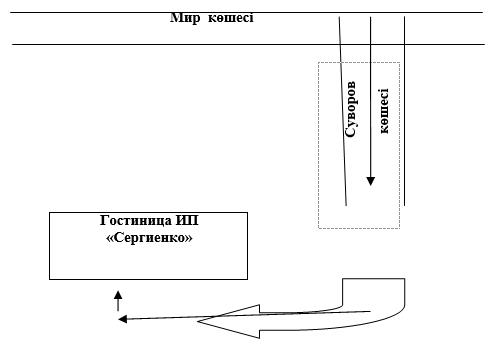 Мир көшесі
Суворов
көшесі
Гостиница ИП
«Сергиенко»